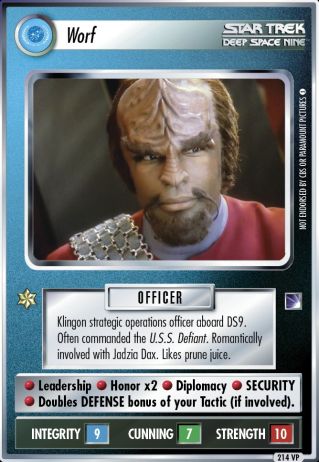 Worf
STAR TREK
DEEP SPACE NINE
NOT ENDORSED BY CBS OR PARAMOUNT PICTURES
OFFICER
Klingon strategic operations officer aboard DS9.
Often commanded the U.S.S. Defiant. Romantically
involved with Jadzia Dax. Likes prune juice.
• Leadership • Honor x2 • Diplomacy • SECURITY
• Doubles DEFENSE bonus of your Tactic (if involved).
INTEGRITY 9 CUNNING 7 STRENGTH 10
214 VP